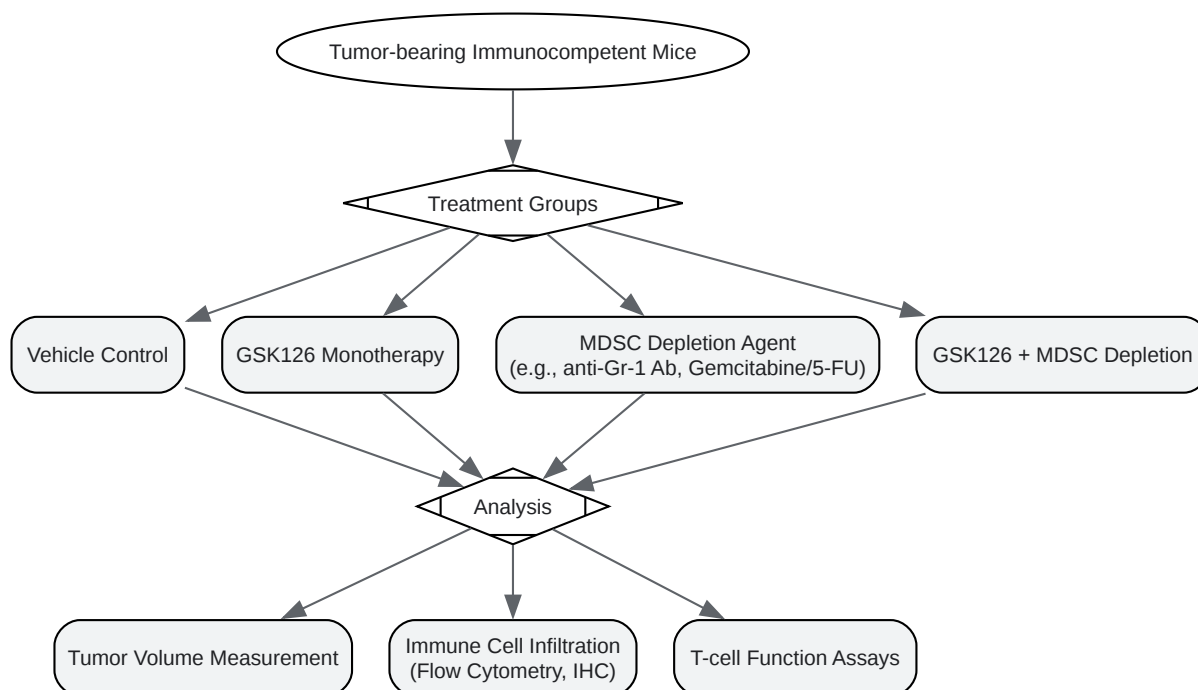 Tumor-bearing Immunocompetent Mice
Treatment Groups
Vehicle Control
GSK126 Monotherapy
MDSC Depletion Agent
(e.g., anti-Gr-1 Ab, Gemcitabine/5-FU)
GSK126 + MDSC Depletion
Analysis
Tumor Volume Measurement
Immune Cell Infiltration
(Flow Cytometry, IHC)
T-cell Function Assays